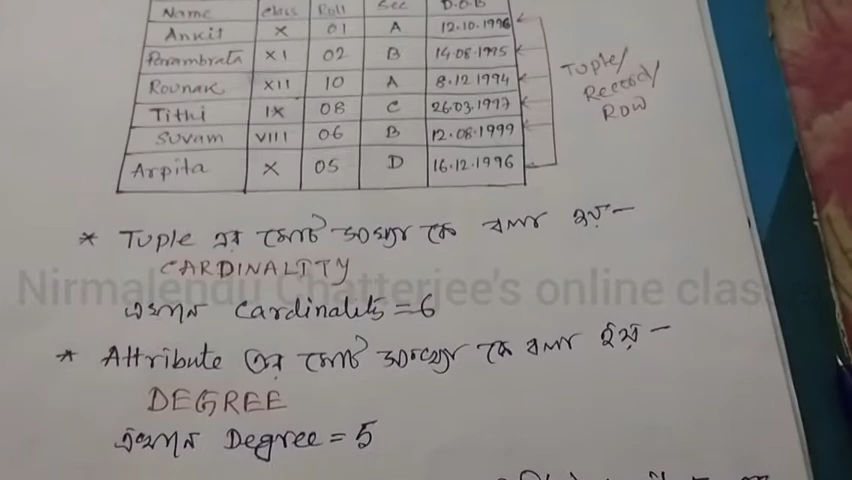 Name Class Roll Sec D.O.B
Ankit X 01 A 12.10.1996
Parambrata XI 02 B 14.08.1995
Rounak XII 10 A 8.12.1994
Tithi IX 08 C 26.03.1997
Suvam VIII 06 B 12.08.1999
Arpita X 05 D 16.12.1996
Tuple/
Record/
Row
* Tuple এর মোট সংখ্যা কে বলা হয় -
CARDINALITY
Nirmalendu Chatterjee's online class
এখানে Cardinality = 6
* Attribute এর মোট সংখ্যা কে বলা হয় -
DEGREE
এখানে Degree = 5